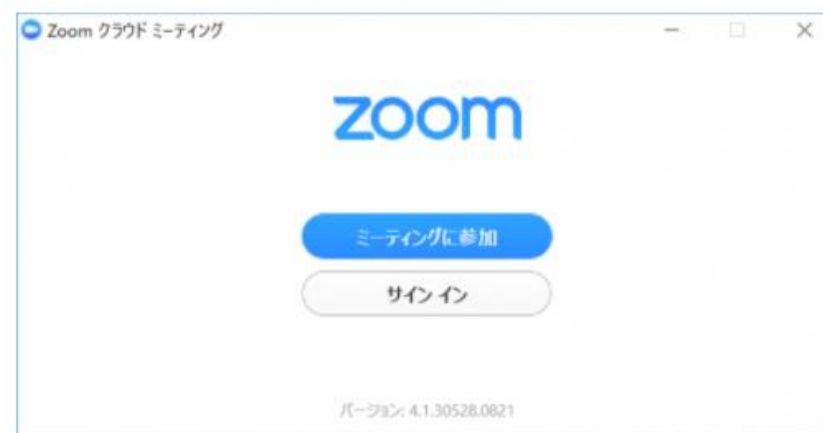 Zoom クラウド ミーティング
zoom
ミーティングに参加
サイン イン
バージョン: 4.1.30528.0821